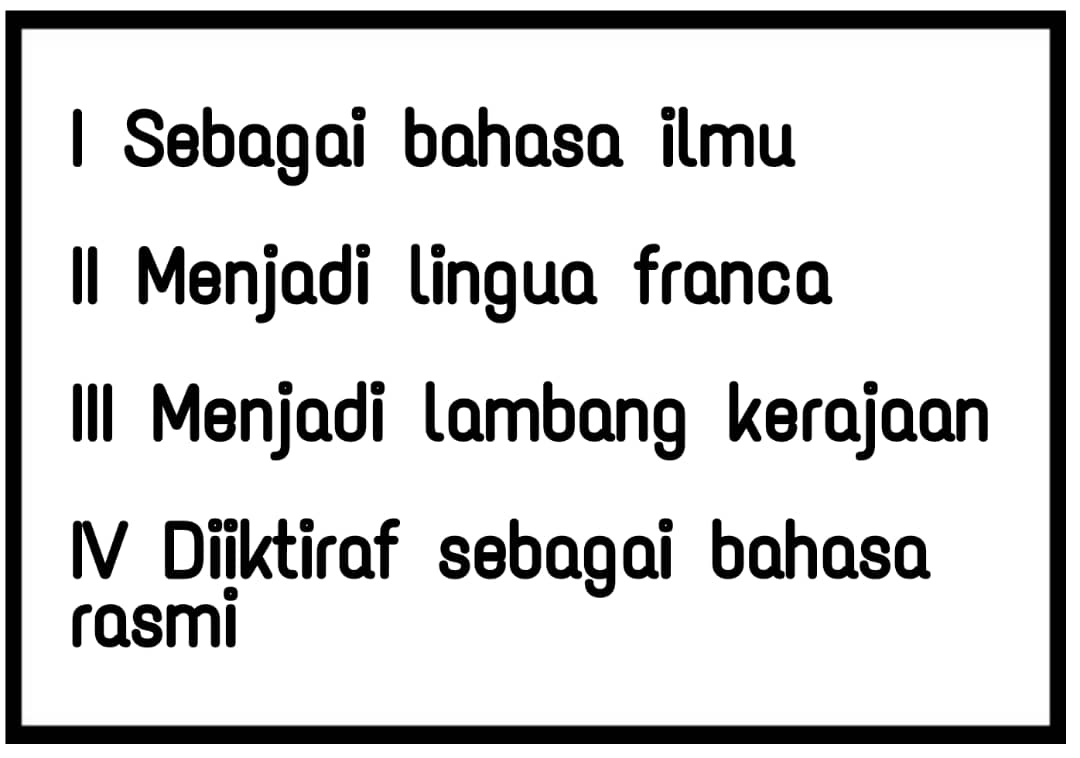 I Sebagai bahasa ilmu
II Menjadi lingua franca
III Menjadi lambang kerajaan
IV Diiktiraf sebagai bahasa
rasmi